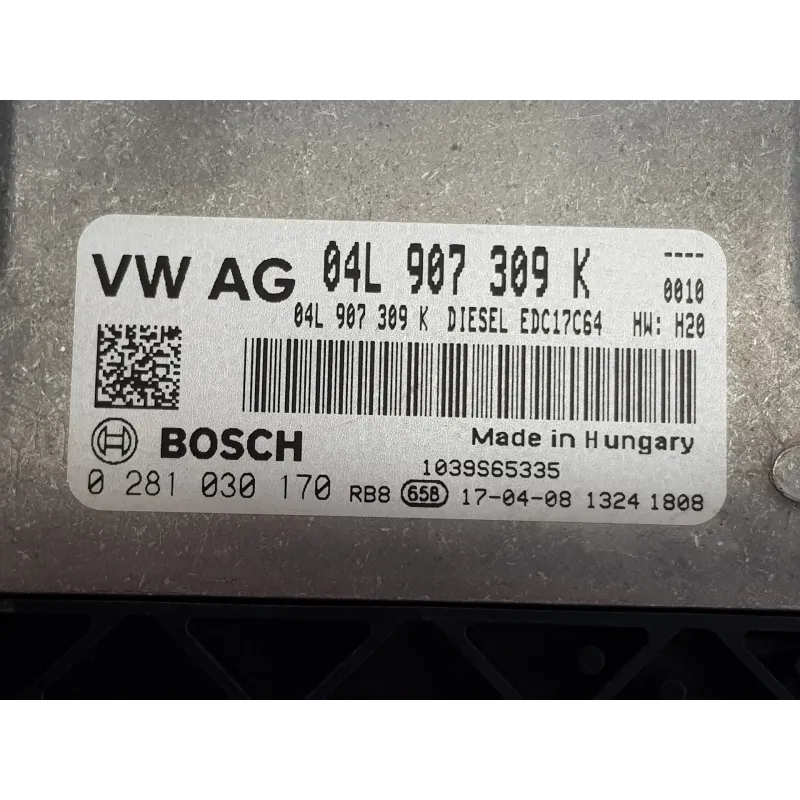 VW AG 04L 907 309 K ----
0010
04L 907 309 K DIESEL EDC17C64 HW: H20
BOSCH Made in Hungary
1039S65335
0 281 030 170 RB8 658 17-04-08 1324 1808